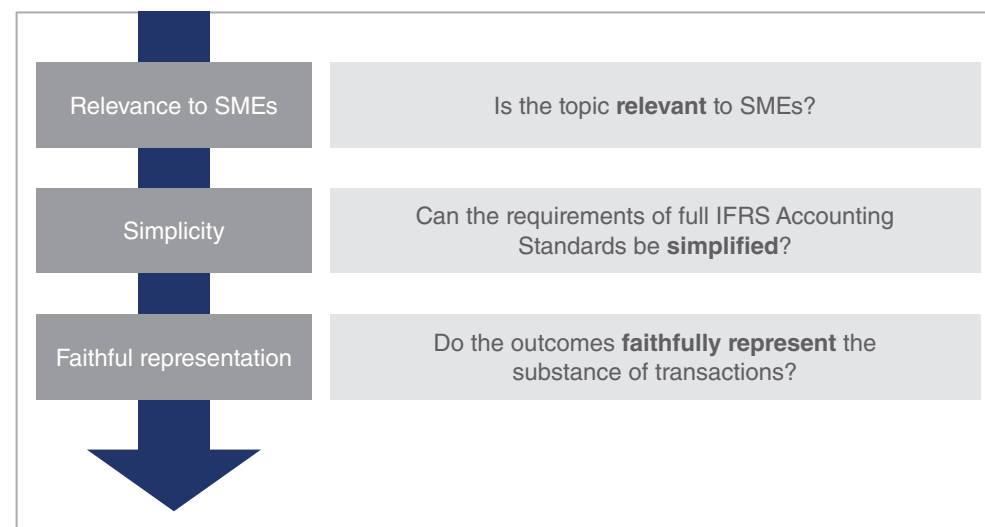 Relevance to SMEs
Is the topic relevant to SMEs?
Simplicity
Can the requirements of full IFRS Accounting
Standards be simplified?
Faithful representation
Do the outcomes faithfully represent the
substance of transactions?